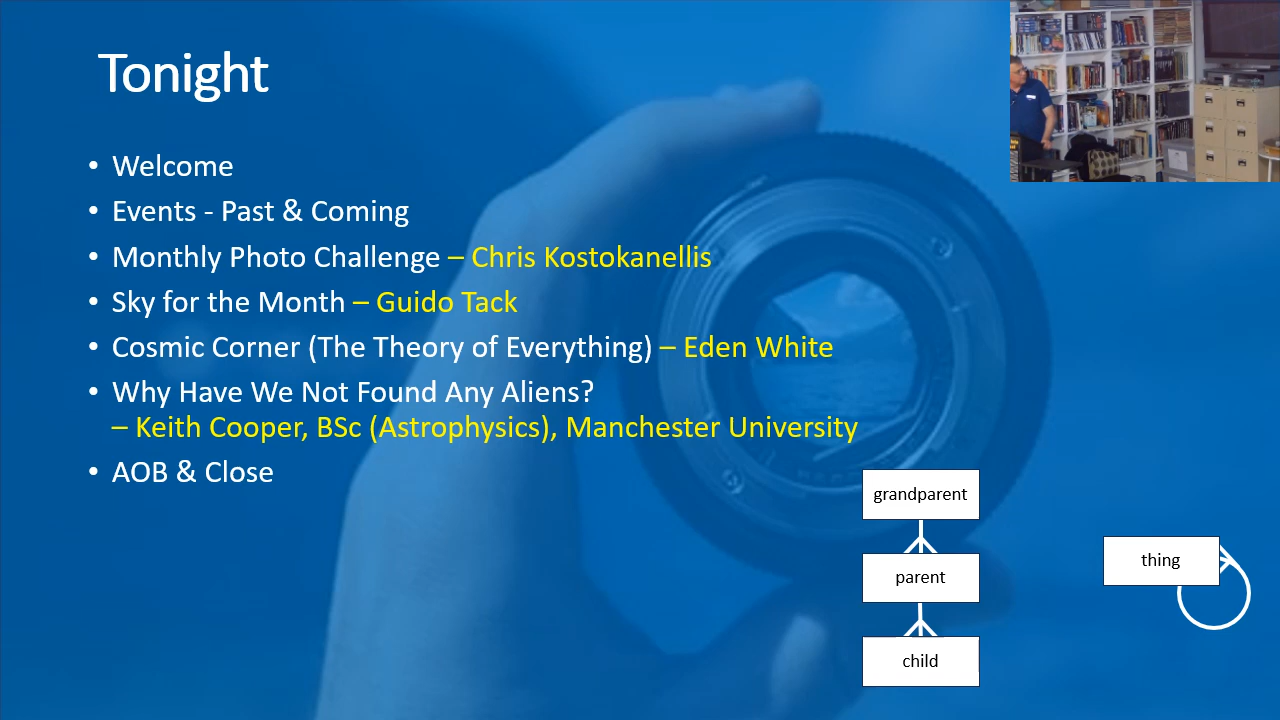 Tonight
• Welcome
• Events - Past & Coming
• Monthly Photo Challenge – Chris Kostokanellis
• Sky for the Month – Guido Tack
• Cosmic Corner (The Theory of Everything) – Eden White
• Why Have We Not Found Any Aliens?
– Keith Cooper, BSc (Astrophysics), Manchester University
• AOB & Close
grandparent
parent
child
thing